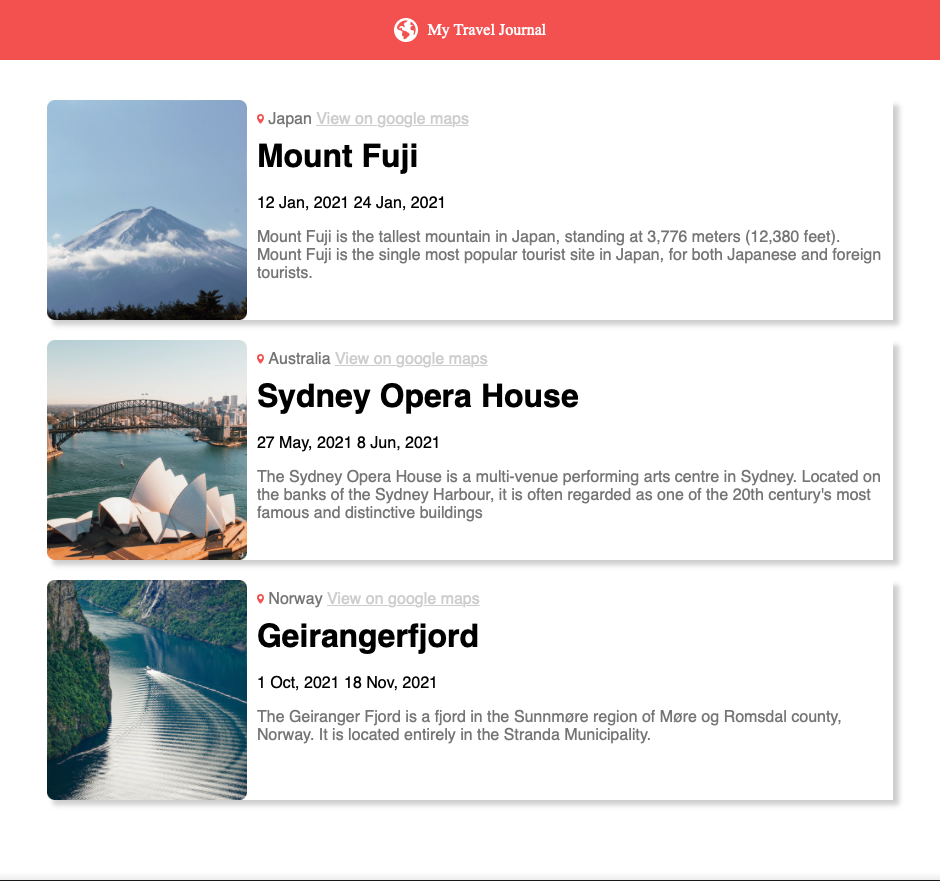 My Travel Journal
Japan View on google maps
Mount Fuji
12 Jan, 2021 24 Jan, 2021
Mount Fuji is the tallest mountain in Japan, standing at 3,776 meters (12,380 feet).
Mount Fuji is the single most popular tourist site in Japan, for both Japanese and foreign
tourists.
Australia View on google maps
Sydney Opera House
27 May, 2021 8 Jun, 2021
The Sydney Opera House is a multi-venue performing arts centre in Sydney. Located on
the banks of the Sydney Harbour, it is often regarded as one of the 20th century's most
famous and distinctive buildings
Norway View on google maps
Geirangerfjord
1 Oct, 2021 18 Nov, 2021
The Geiranger Fjord is a fjord in the Sunnmøre region of Møre og Romsdal county,
Norway. It is located entirely in the Stranda Municipality.